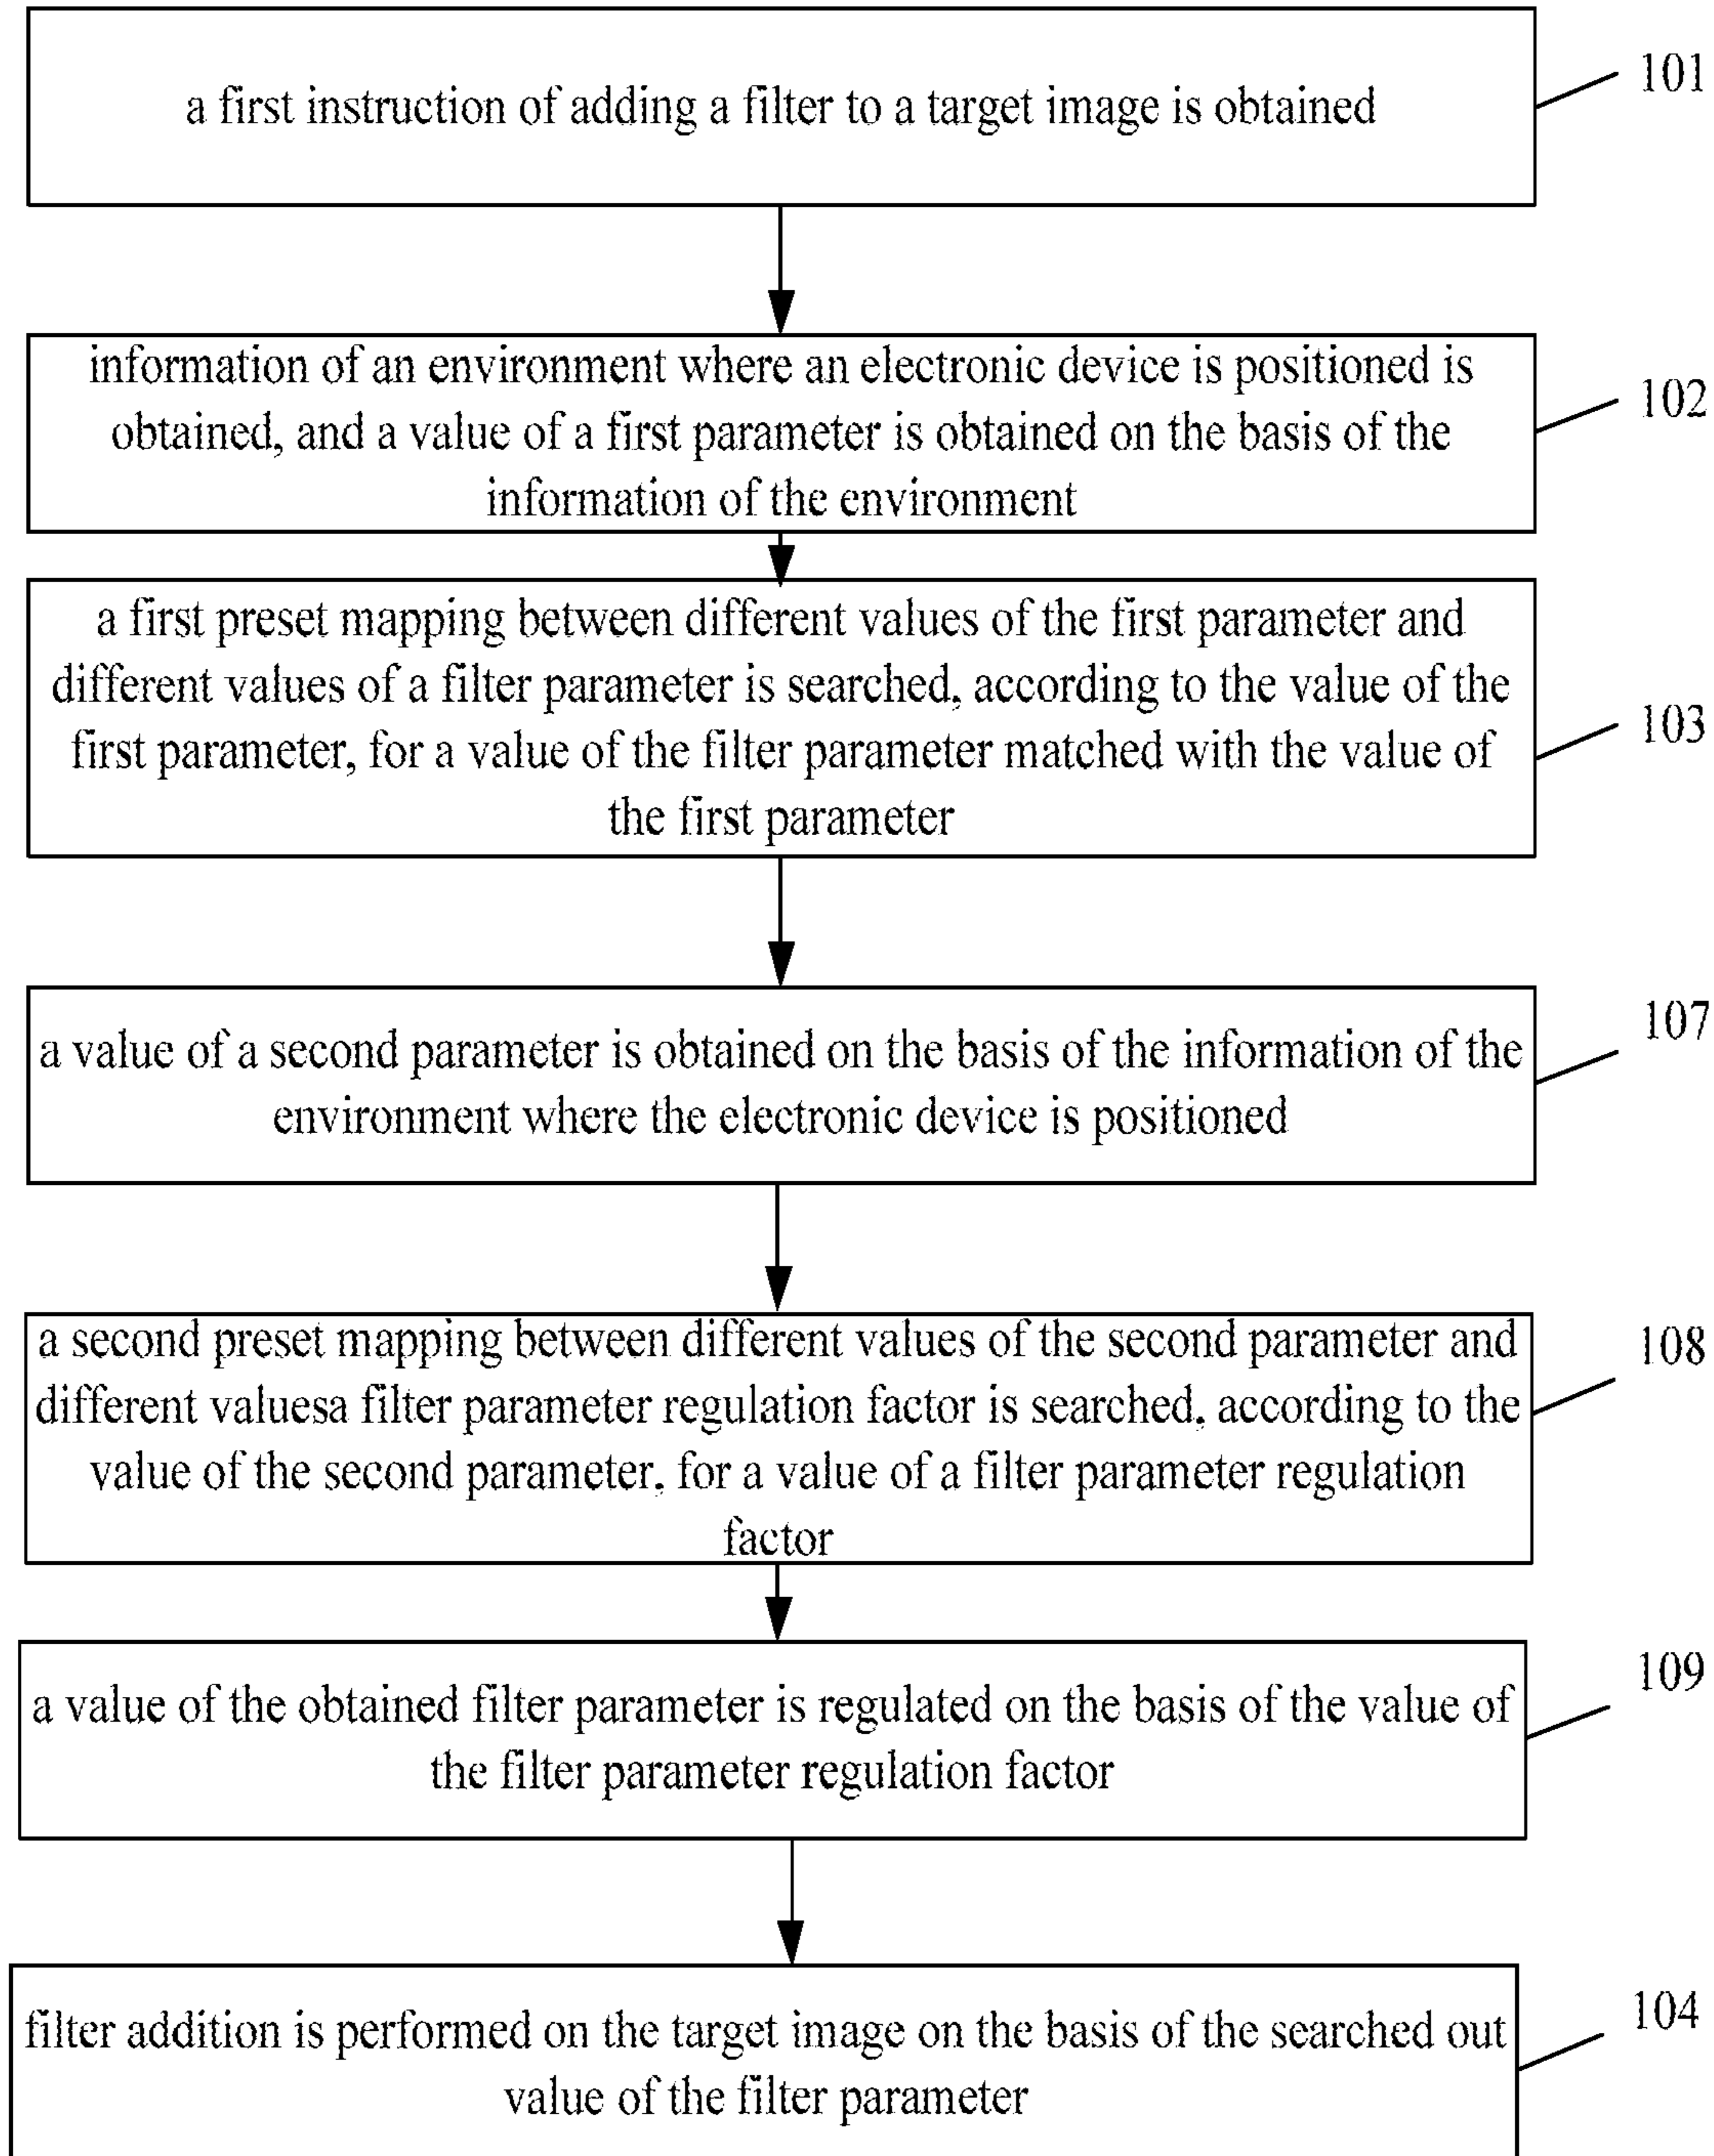 a first instruction of adding a filter to a target image is obtained
101
information of an environment where an electronic device is positioned is
obtained, and a value of a first parameter is obtained on the basis of the
information of the environment
102
a first preset mapping between different values of the first parameter and
different values of a filter parameter is searched, according to the value of the
first parameter, for a value of the filter parameter matched with the value of
the first parameter
103
a value of a second parameter is obtained on the basis of the information of the
environment where the electronic device is positioned
107
a second preset mapping between different values of the second parameter and
different valuesa filter parameter regulation factor is searched, according to the
value of the second parameter, for a value of a filter parameter regulation
factor
108
a value of the obtained filter parameter is regulated on the basis of the value of
the filter parameter regulation factor
109
filter addition is performed on the target image on the basis of the searched out
value of the filter parameter
104